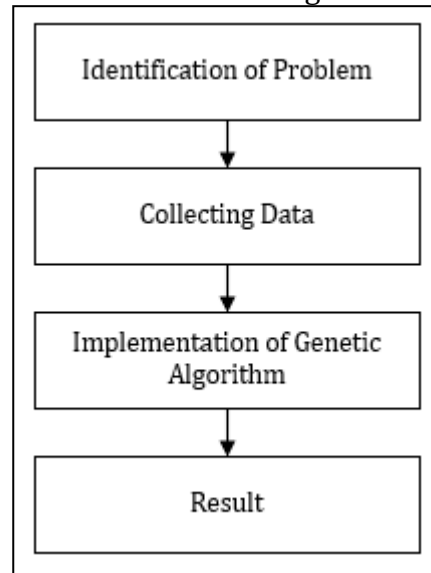 Identification of Problem
Collecting Data
Implementation of Genetic
Algorithm
Result